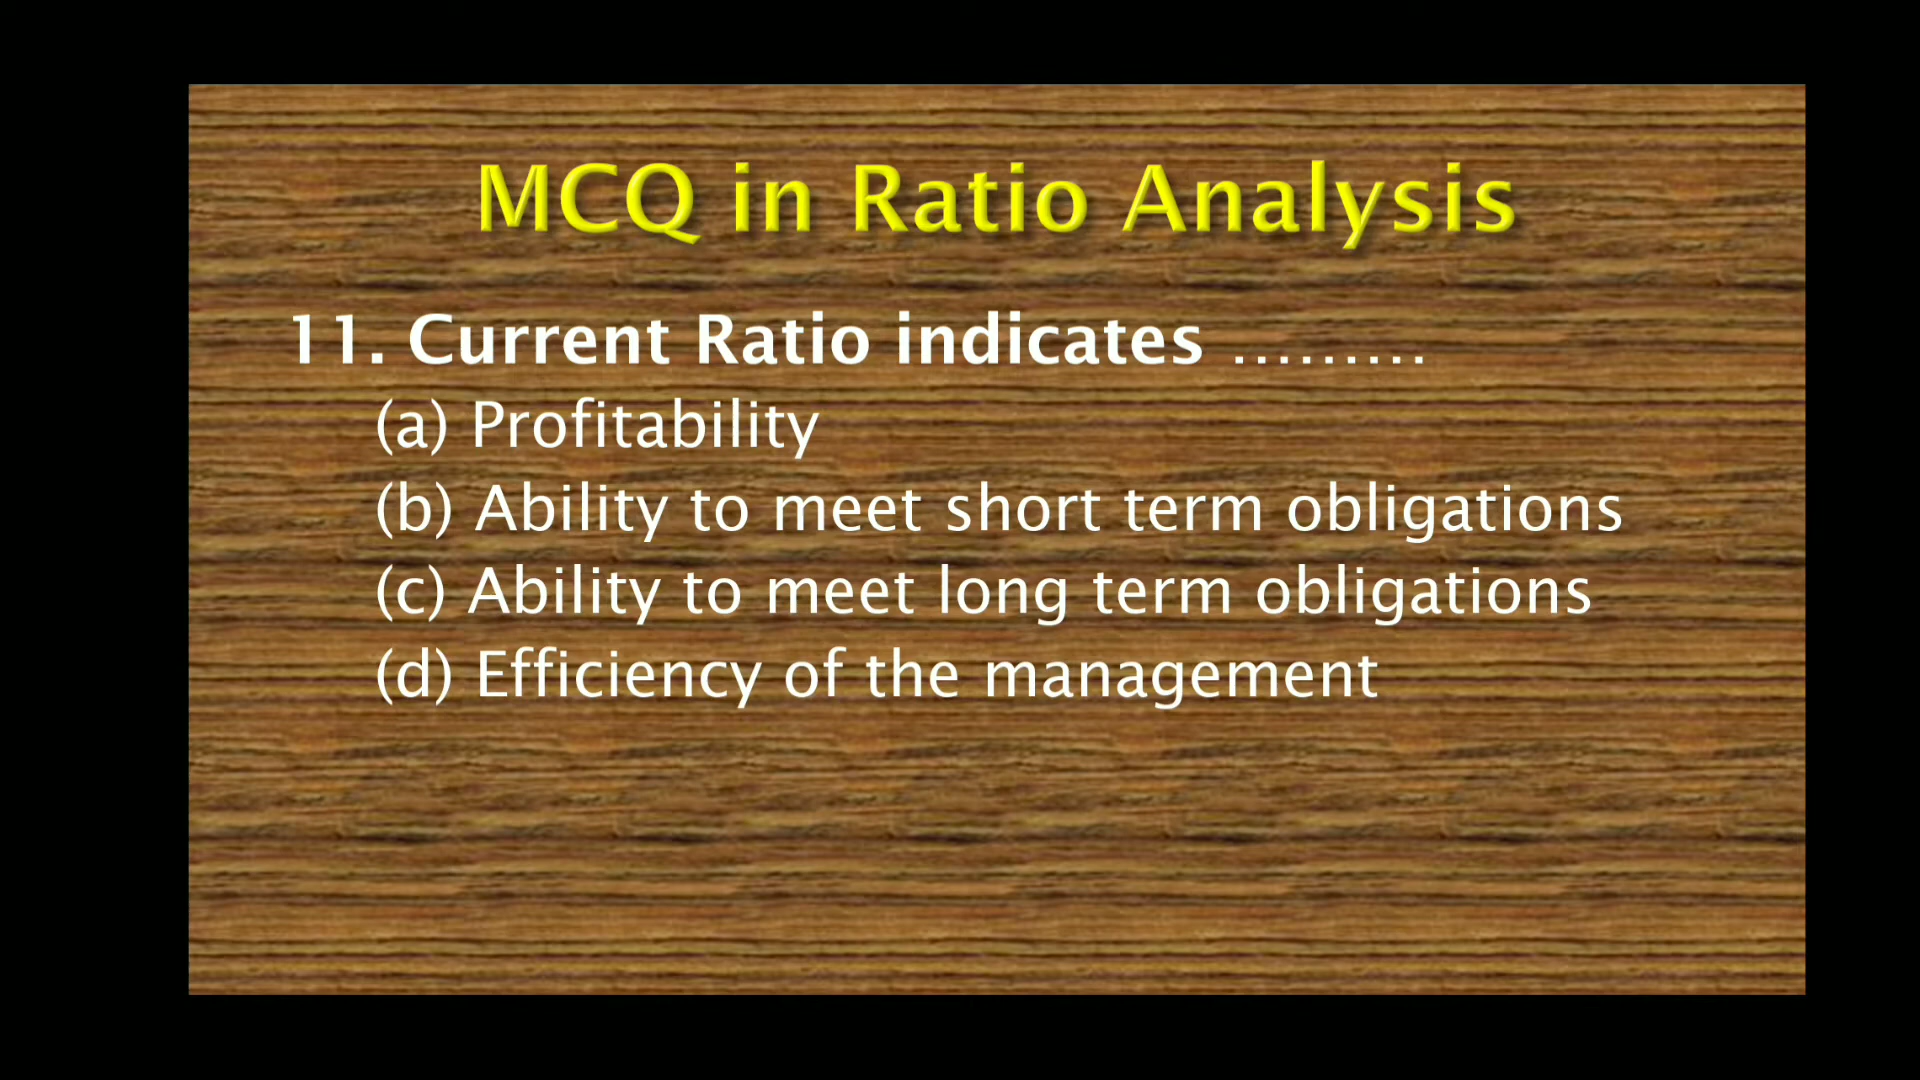 MCQ in Ratio Analysis
11. Current Ratio indicates .........
(a) Profitability
(b) Ability to meet short term obligations
(c) Ability to meet long term obligations
(d) Efficiency of the management